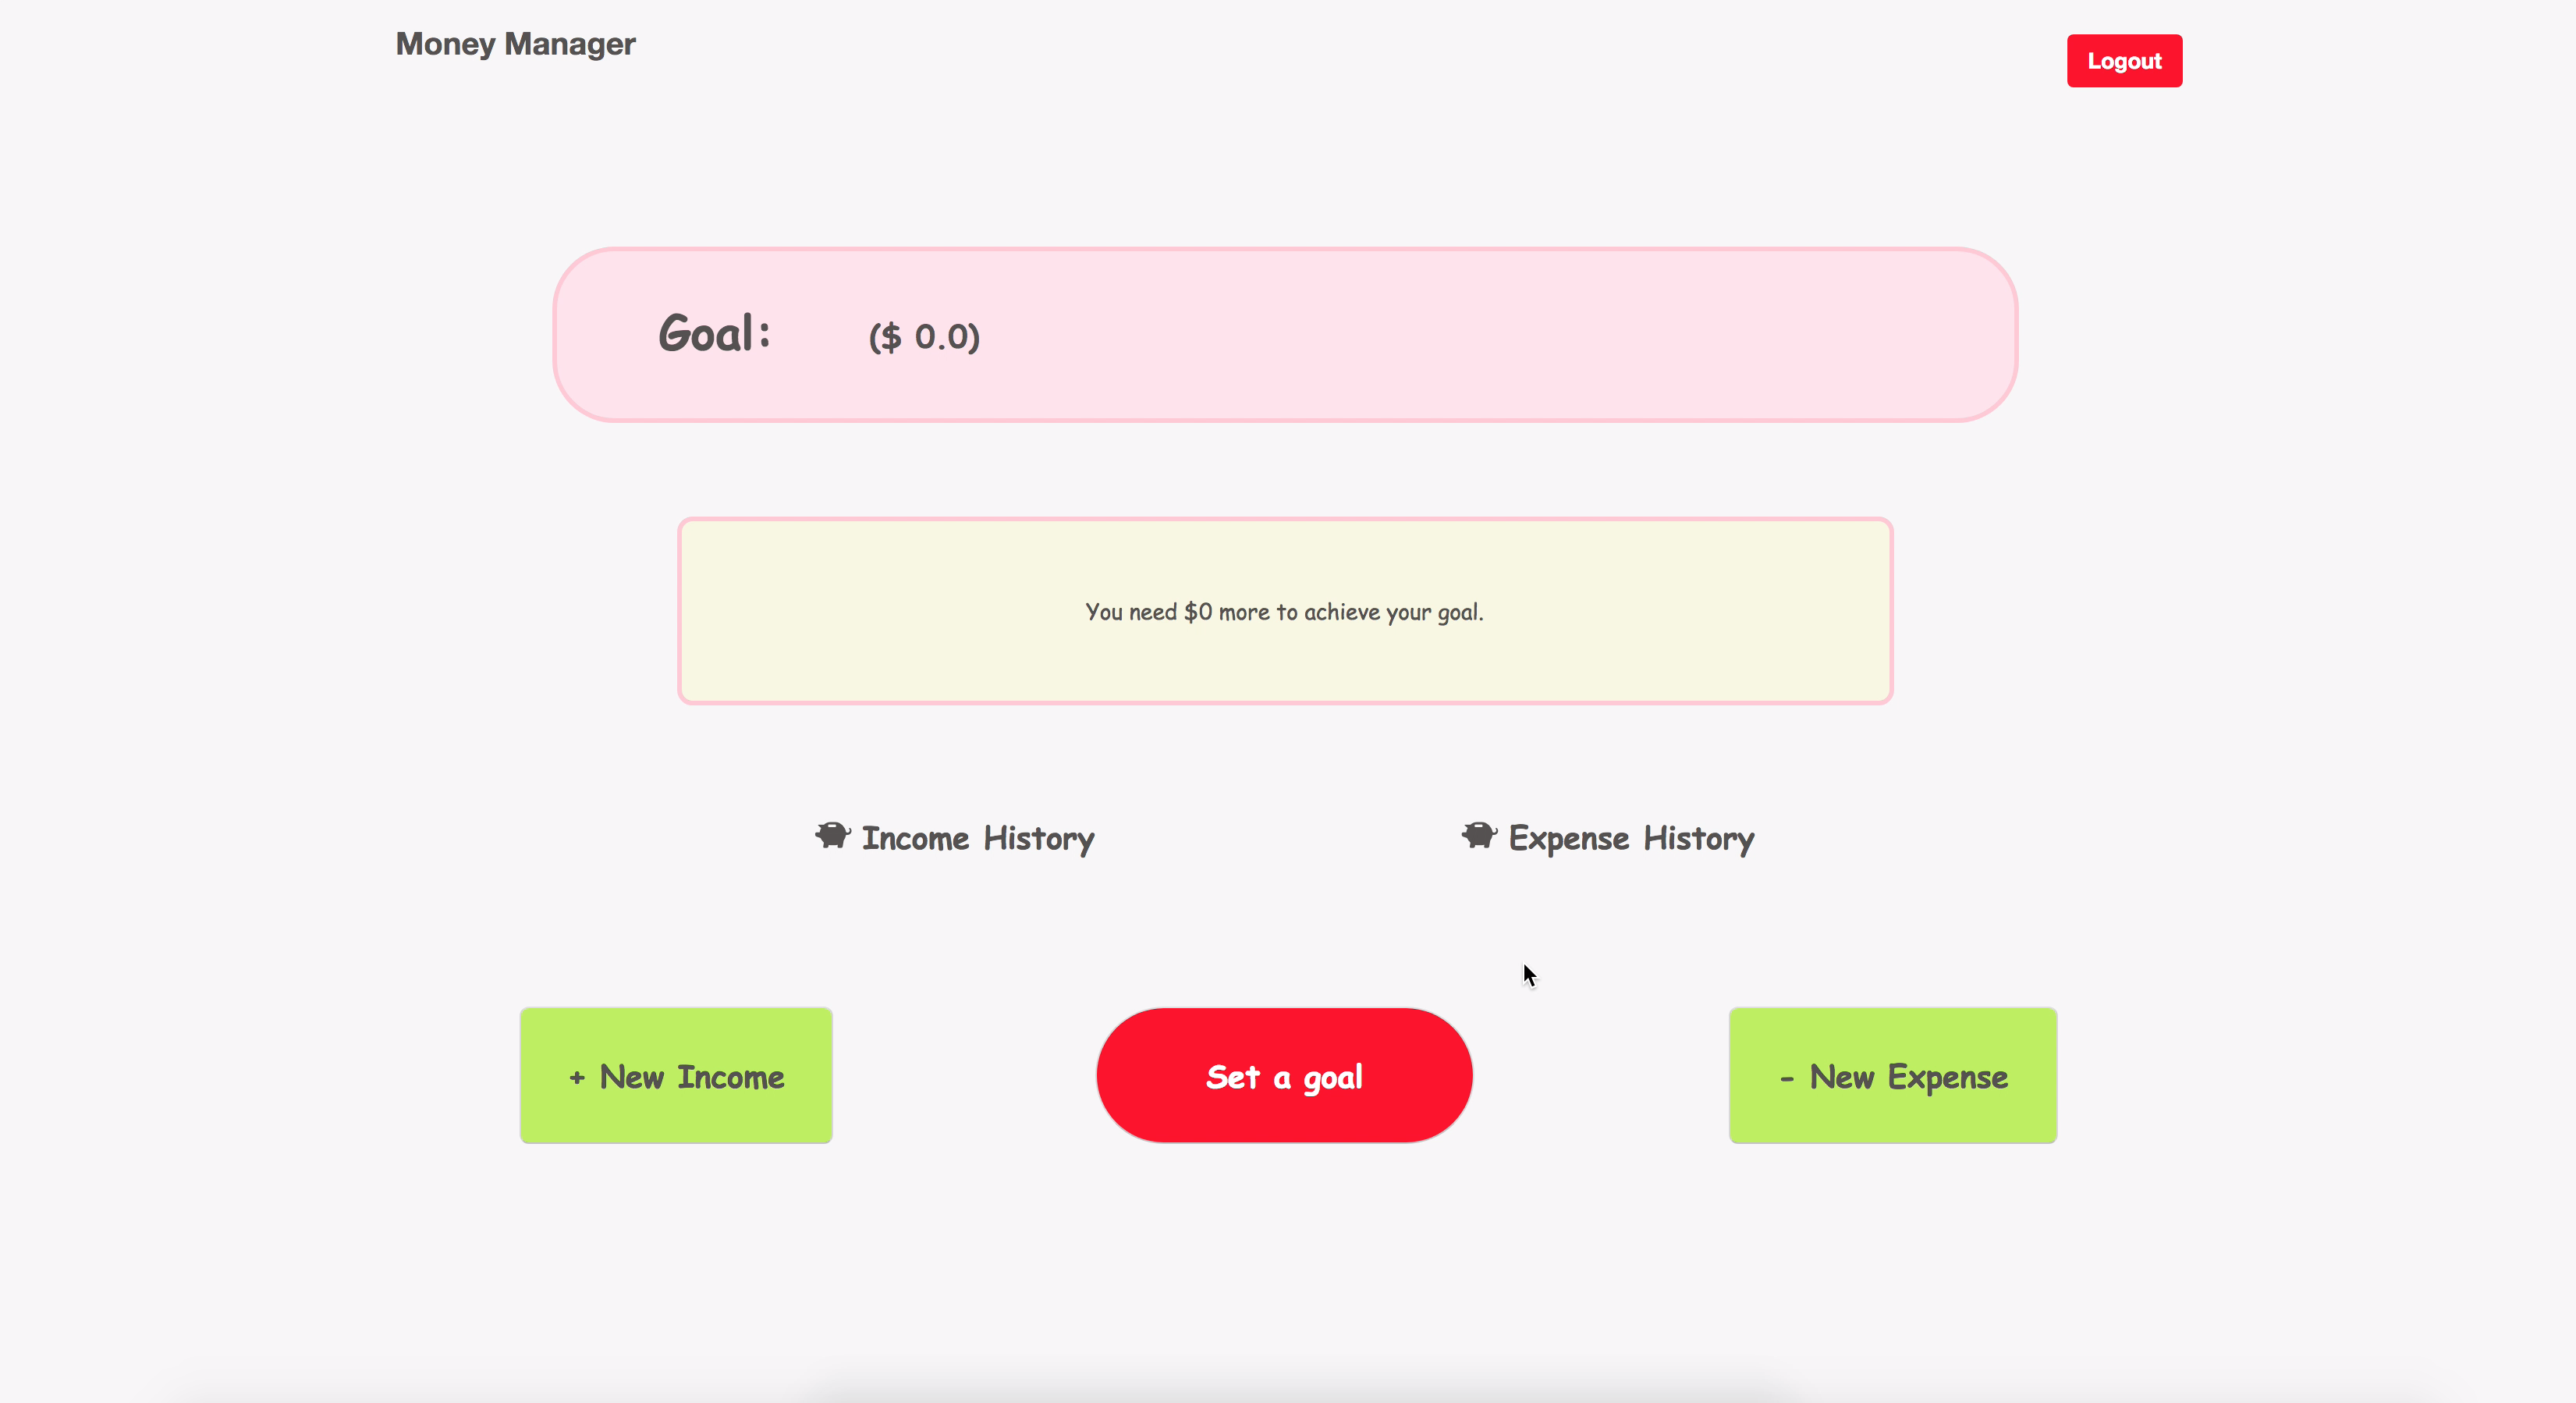 Money Manager
Logout
Goal: ($ 0.0)
You need $0 more to achieve your goal.
Income History
Expense History
+ New Income
Set a goal
- New Expense